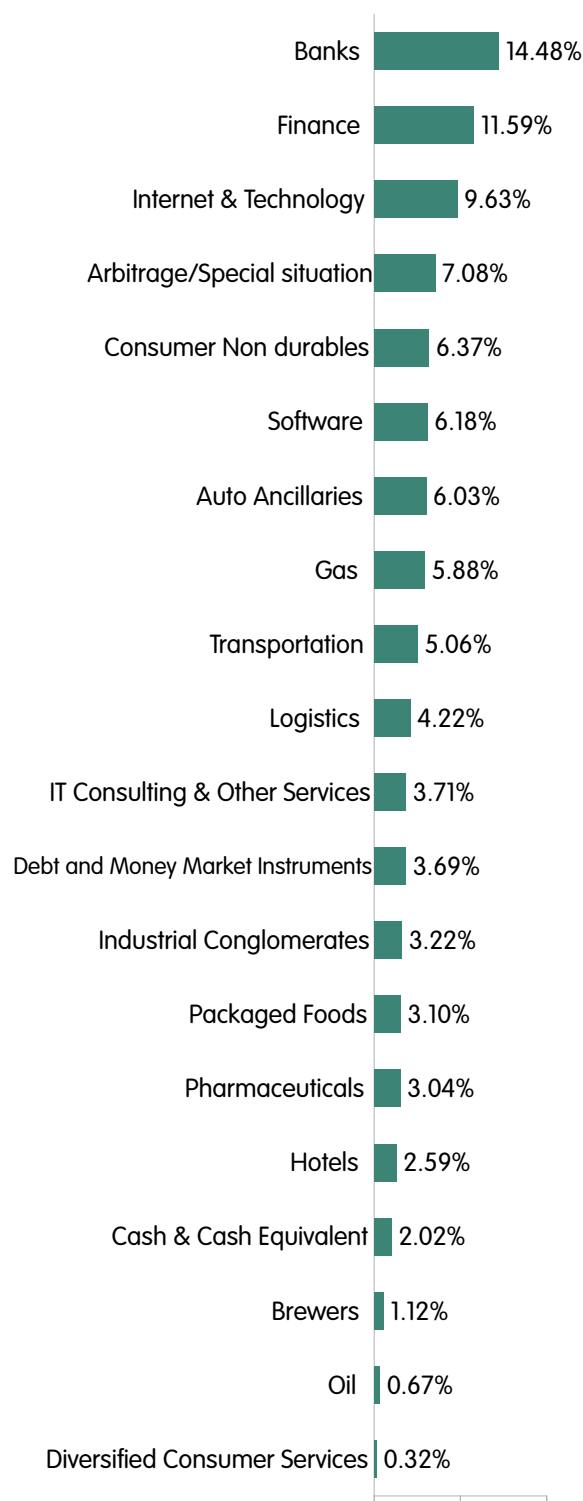 Banks 14.48%
Finance 11.59%
Internet & Technology 9.63%
Arbitrage/Special situation 7.08%
Consumer Non durables 6.37%
Software 6.18%
Auto Ancillaries 6.03%
Gas 5.88%
Transportation 5.06%
Logistics 4.22%
IT Consulting & Other Services 3.71%
Debt and Money Market Instruments 3.69%
Industrial Conglomerates 3.22%
Packaged Foods 3.10%
Pharmaceuticals 3.04%
Hotels 2.59%
Cash & Cash Equivalent 2.02%
Brewers 1.12%
Oil 0.67%
Diversified Consumer Services 0.32%